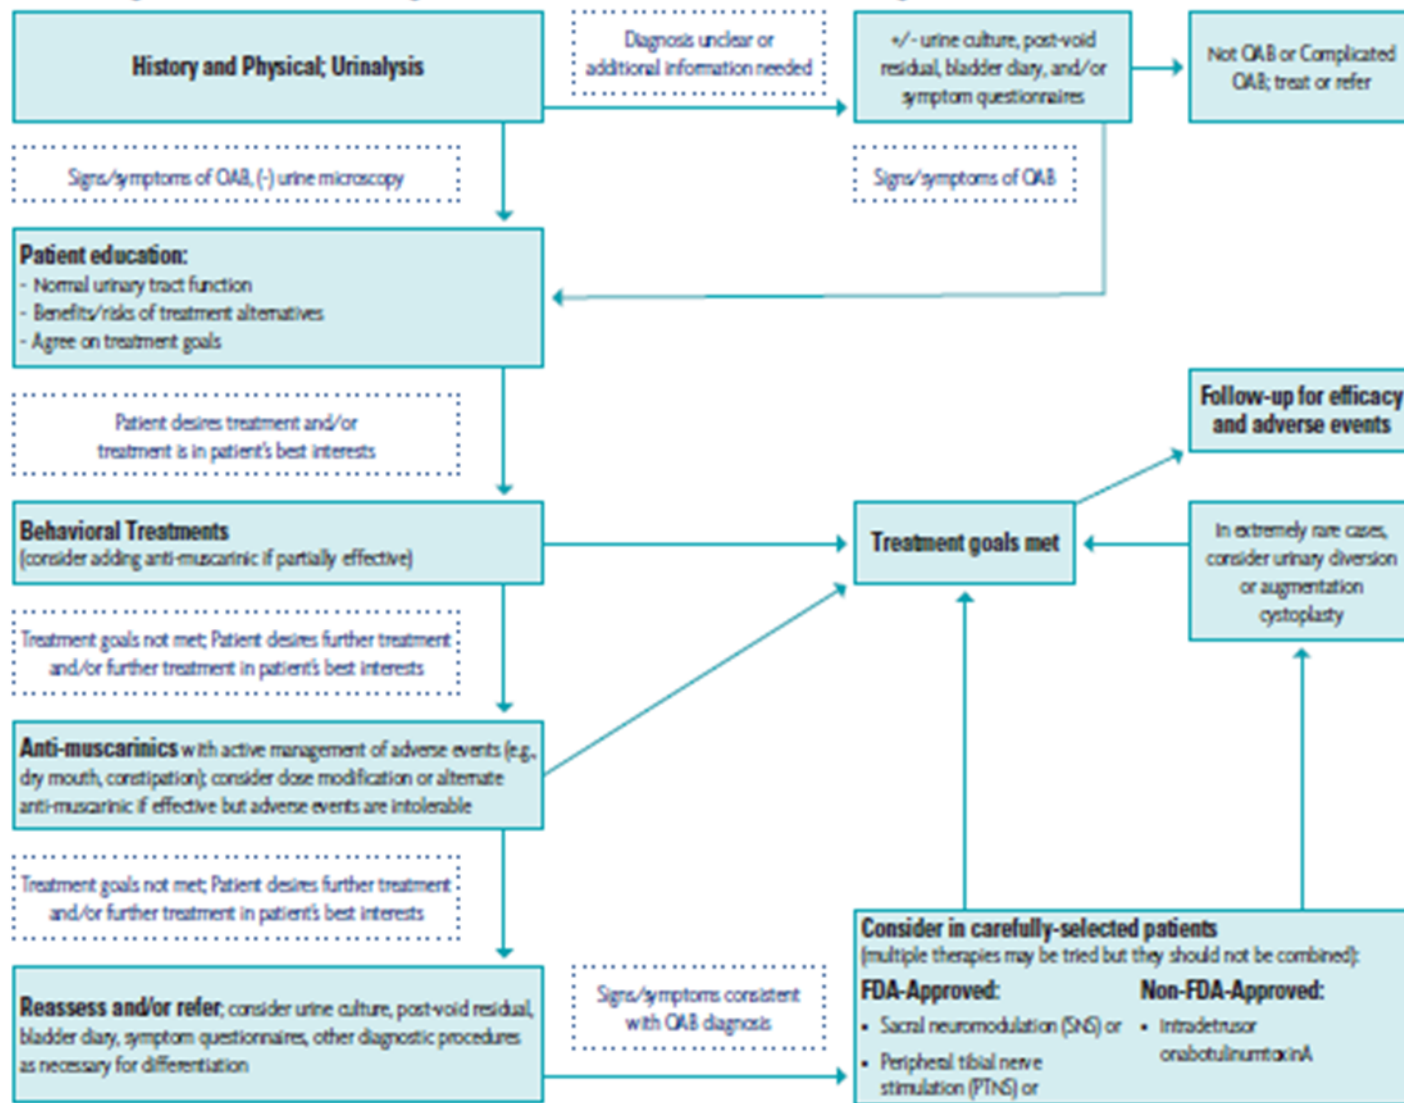 History and Physical; Urinalysis
Diagnosis unclear or
additional information needed
+/- urine culture, post-void
residual, bladder diary, and/or
symptom questionnaires
Not OAB or Complicated
OAB; treat or refer
Signs/symptoms of OAB, (-) urine microscopy
Signs/symptoms of OAB
Patient education:
- Normal urinary tract function
- Benefits/risks of treatment alternatives
- Agree on treatment goals
Patient desires treatment and/or
treatment is in patient's best interests
Follow-up for efficacy
and adverse events
Behavioral Treatments
(consider adding anti-muscarinic if partially effective)
Treatment goals met
In extremely rare cases,
consider urinary diversion
or augmentation
cystoplasty
Treatment goals not met; Patient desires further treatment
and/or further treatment in patient's best interests
Anti-muscarinics with active management of adverse events (e.g.,
dry mouth, constipation); consider dose modification or alternate
anti-muscarinic if effective but adverse events are intolerable
Treatment goals not met; Patient desires further treatment
and/or further treatment in patient's best interests
Reassess and/or refer; consider urine culture, post-void residual,
bladder diary, symptom questionnaires, other diagnostic procedures
as necessary for differentiation
Signs/symptoms consistent
with OAB diagnosis
Consider in carefully-selected patients
(multiple therapies may be tried but they should not be combined):
FDA-Approved:
▪ Sacral neuromodulation (SNS) or
▪ Peripheral tibial nerve
stimulation (PTNS) or
Non-FDA-Approved:
▪ Intradetrusor
onabotulinumtoxinA